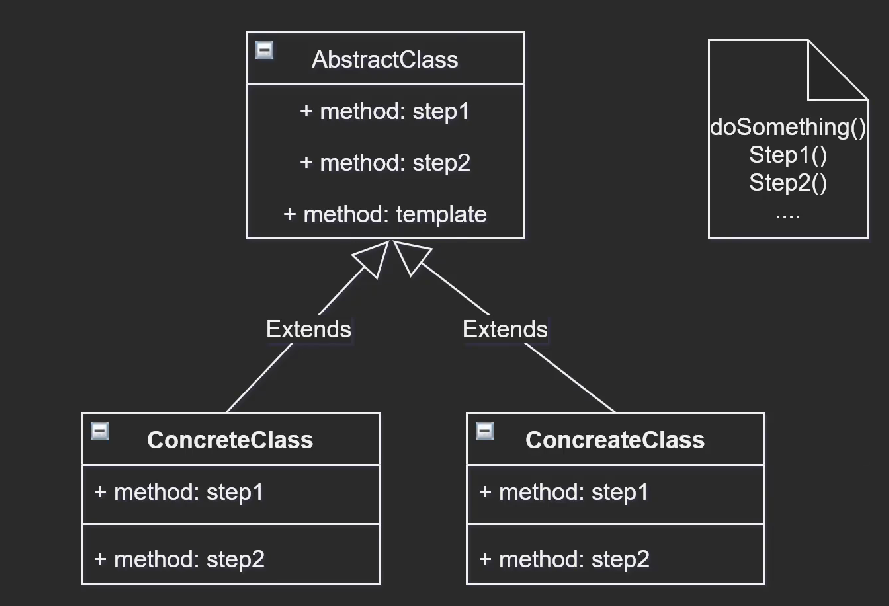 AbstractClass
+ method: step1
+ method: step2
+ method: template
doSomething()
Step1()
Step2()
....
Extends
Extends
ConcreteClass
+ method: step1
+ method: step2
ConcreateClass
+ method: step1
+ method: step2